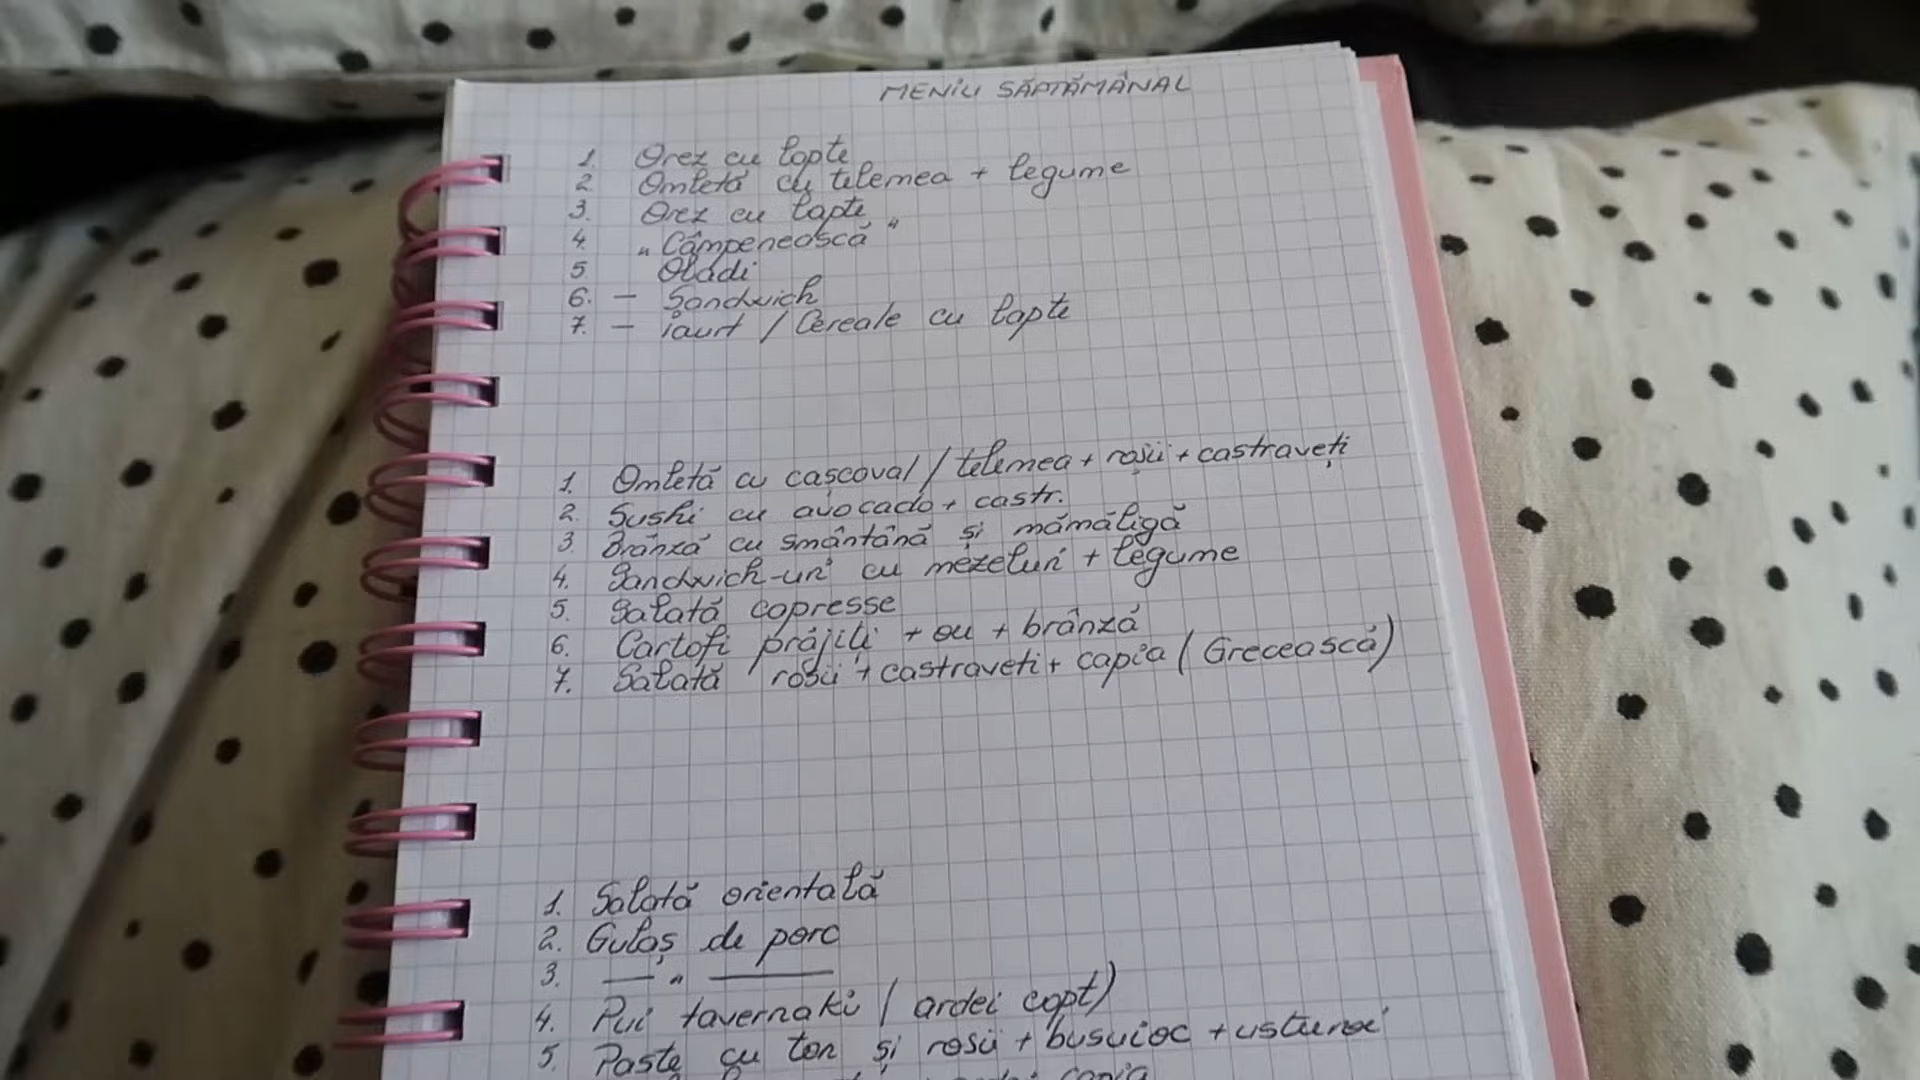 MENIU SĂPTĂMÂNAL
1. Orez cu lapte
2. Omletă cu telemea + legume
3. Orez cu lapte
4. „Câmpenească"
5. Oladi
6. – Sandwich
7. – iaurt / Cereale cu lapte
1. Omletă cu cașcaval / telemea + roșii + castraveți
2. Sushi cu avocado + castr.
3. Brânză cu smântână și mămăligă
4. Sandwich-uri cu mezeluri + legume
5. Salată copresse
6. Cartofi prăjiți + ou + brânză
7. Salată roșii + castraveti + capia (Grecească)
1. Salată orientală
2. Gulaș de porc
3. — „ —
4. Pui tavernaki / ardei copt)
5. Paste cu ton și rosii + busuioc + usturoi
capia